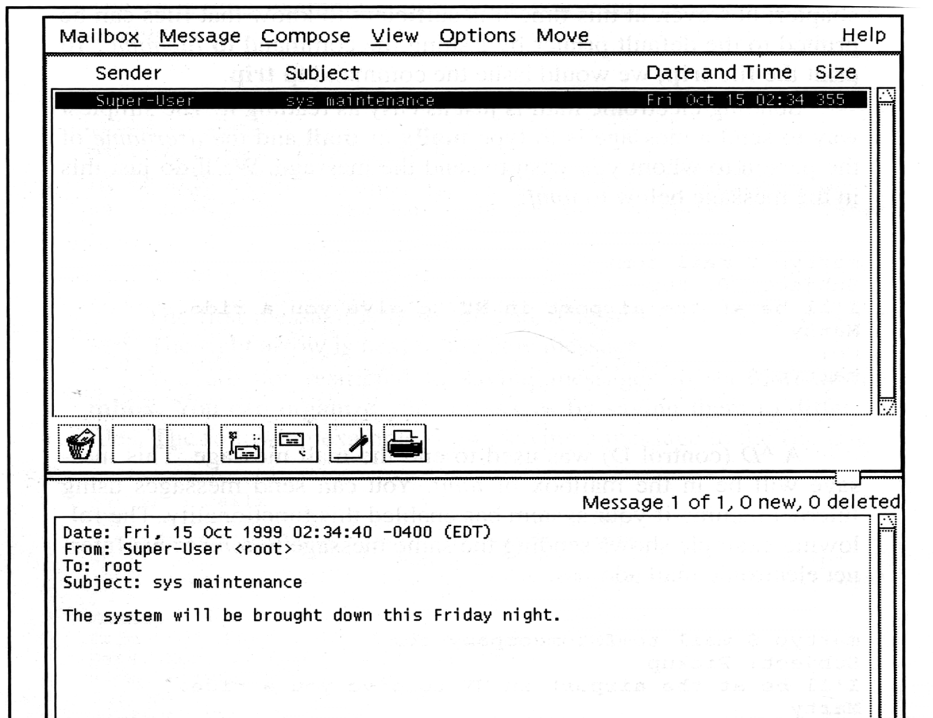 Mailbox Message Compose View Options Move Help
Sender Subject Date and Time Size
Super-User sys maintenance Fri Oct 15 02:34 355
Message 1 of 1, 0 new, 0 deleted
Date: Fri, 15 Oct 1999 02:34:40 -0400 (EDT)
From: Super-User <root>
To: root
Subject: sys maintenance
The system will be brought down this Friday night.